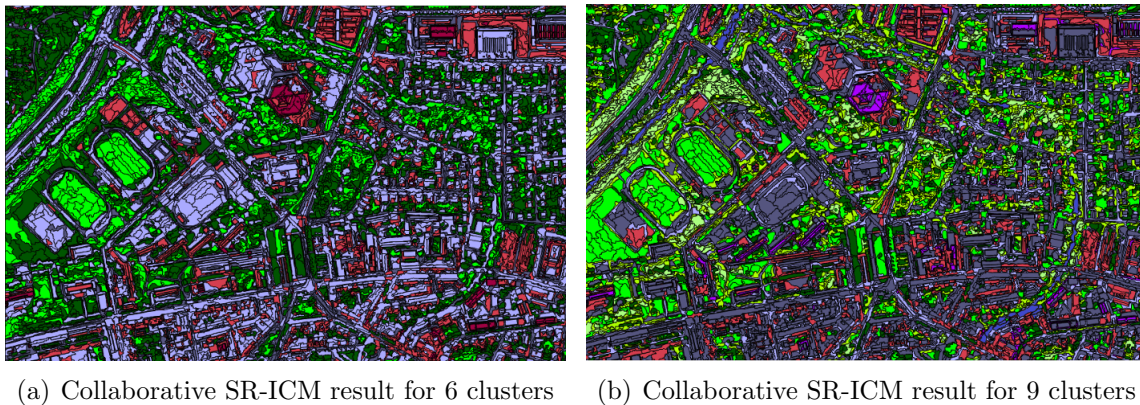 (a) Collaborative SR-ICM result for 6 clusters
(b) Collaborative SR-ICM result for 9 clusters